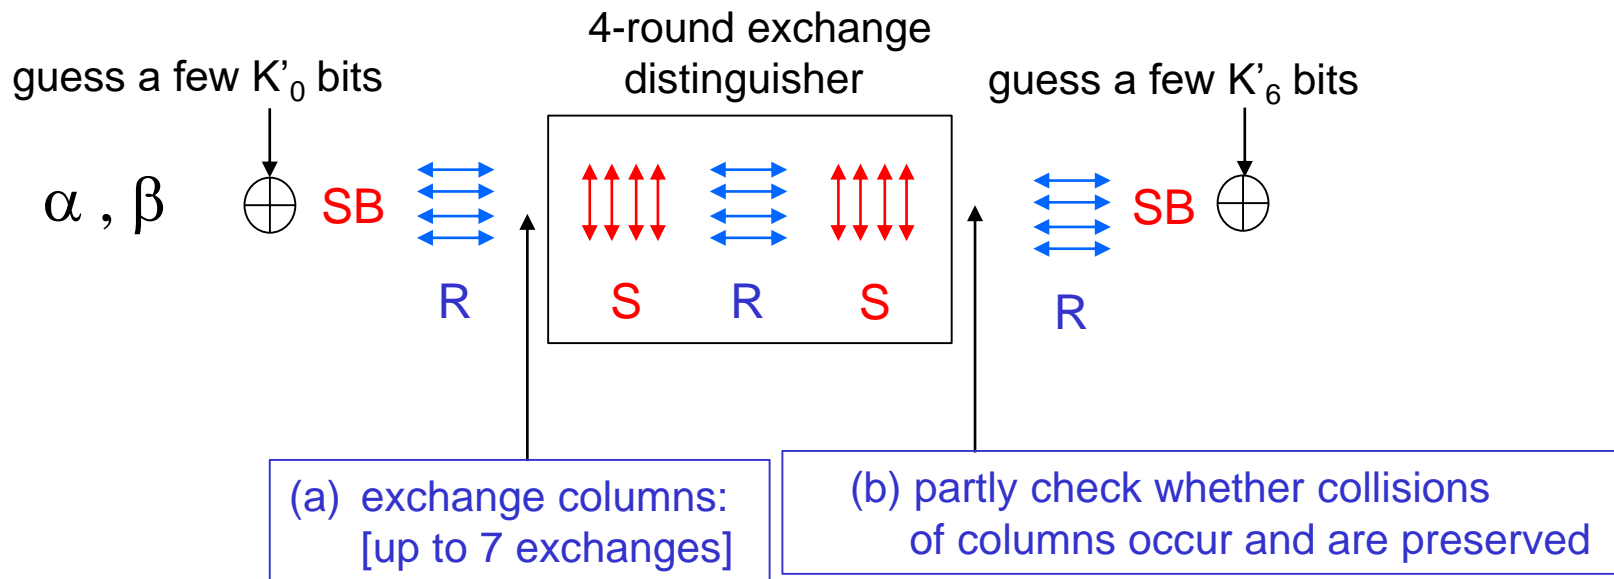 4-round exchange
distinguisher
guess a few K'0 bits
guess a few K'6 bits
α , β
SB
SB
R
S
R
S
R
(a) exchange columns:
[up to 7 exchanges]
(b) partly check whether collisions
of columns occur and are preserved